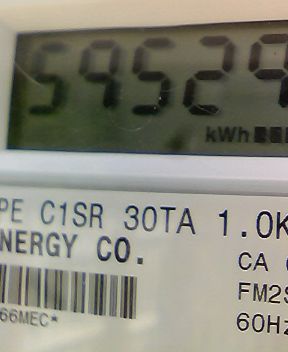 59529
kWh
PE C1SR 30TA 1.0K
NERGY CO.
CA
FM2S
66MEC*
60Hz